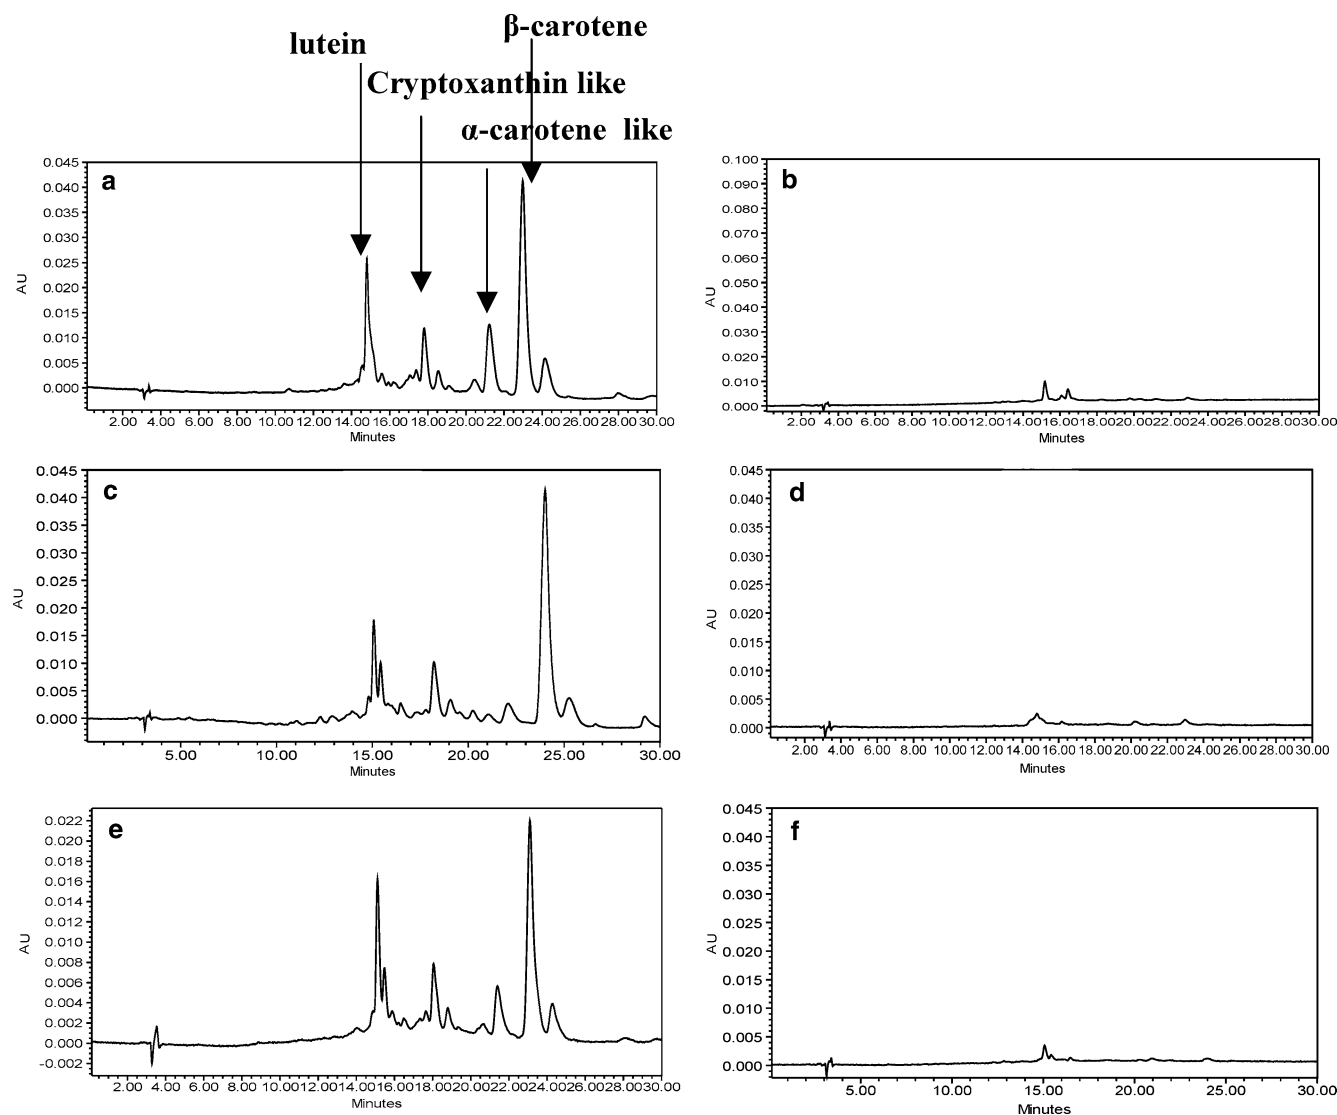 β-carotene
lutein
Cryptoxanthin like
α-carotene like
a
0.045
0.040
0.035
0.030
0.025
0.020
0.015
0.010
0.005
0.000
AU
2.00 4.00 6.00 8.00 10.00 12.00 14.00 16.00 18.00 20.00 22.00 24.00 26.00 28.00 30.00
Minutes
b
0.100
0.090
0.080
0.070
0.060
0.050
0.040
0.030
0.020
0.010
0.000
AU
2.00 4.00 6.00 8.00 10.00 12.00 14.00 16.00 18.00 20.00 22.00 24.00 26.00 28.00 30.00
Minutes
c
0.045
0.040
0.035
0.030
0.025
0.020
0.015
0.010
0.005
0.000
AU
5.00 10.00 15.00 20.00 25.00 30.00
Minutes
d
0.045
0.040
0.035
0.030
0.025
0.020
0.015
0.010
0.005
0.000
AU
2.00 4.00 6.00 8.00 10.00 12.00 14.00 16.00 18.00 20.00 22.00 24.00 26.00 28.00 30.00
Minutes
e
0.022
0.020
0.018
0.016
0.014
0.012
0.010
0.008
0.006
0.004
0.002
0.000
-0.002
AU
2.00 4.00 6.00 8.00 10.00 12.00 14.00 16.00 18.00 20.00 22.00 24.00 26.00 28.00 30.00
Minutes
f
0.045
0.040
0.035
0.030
0.025
0.020
0.015
0.010
0.005
0.000
AU
5.00 10.00 15.00 20.00 25.00 30.00
Minutes